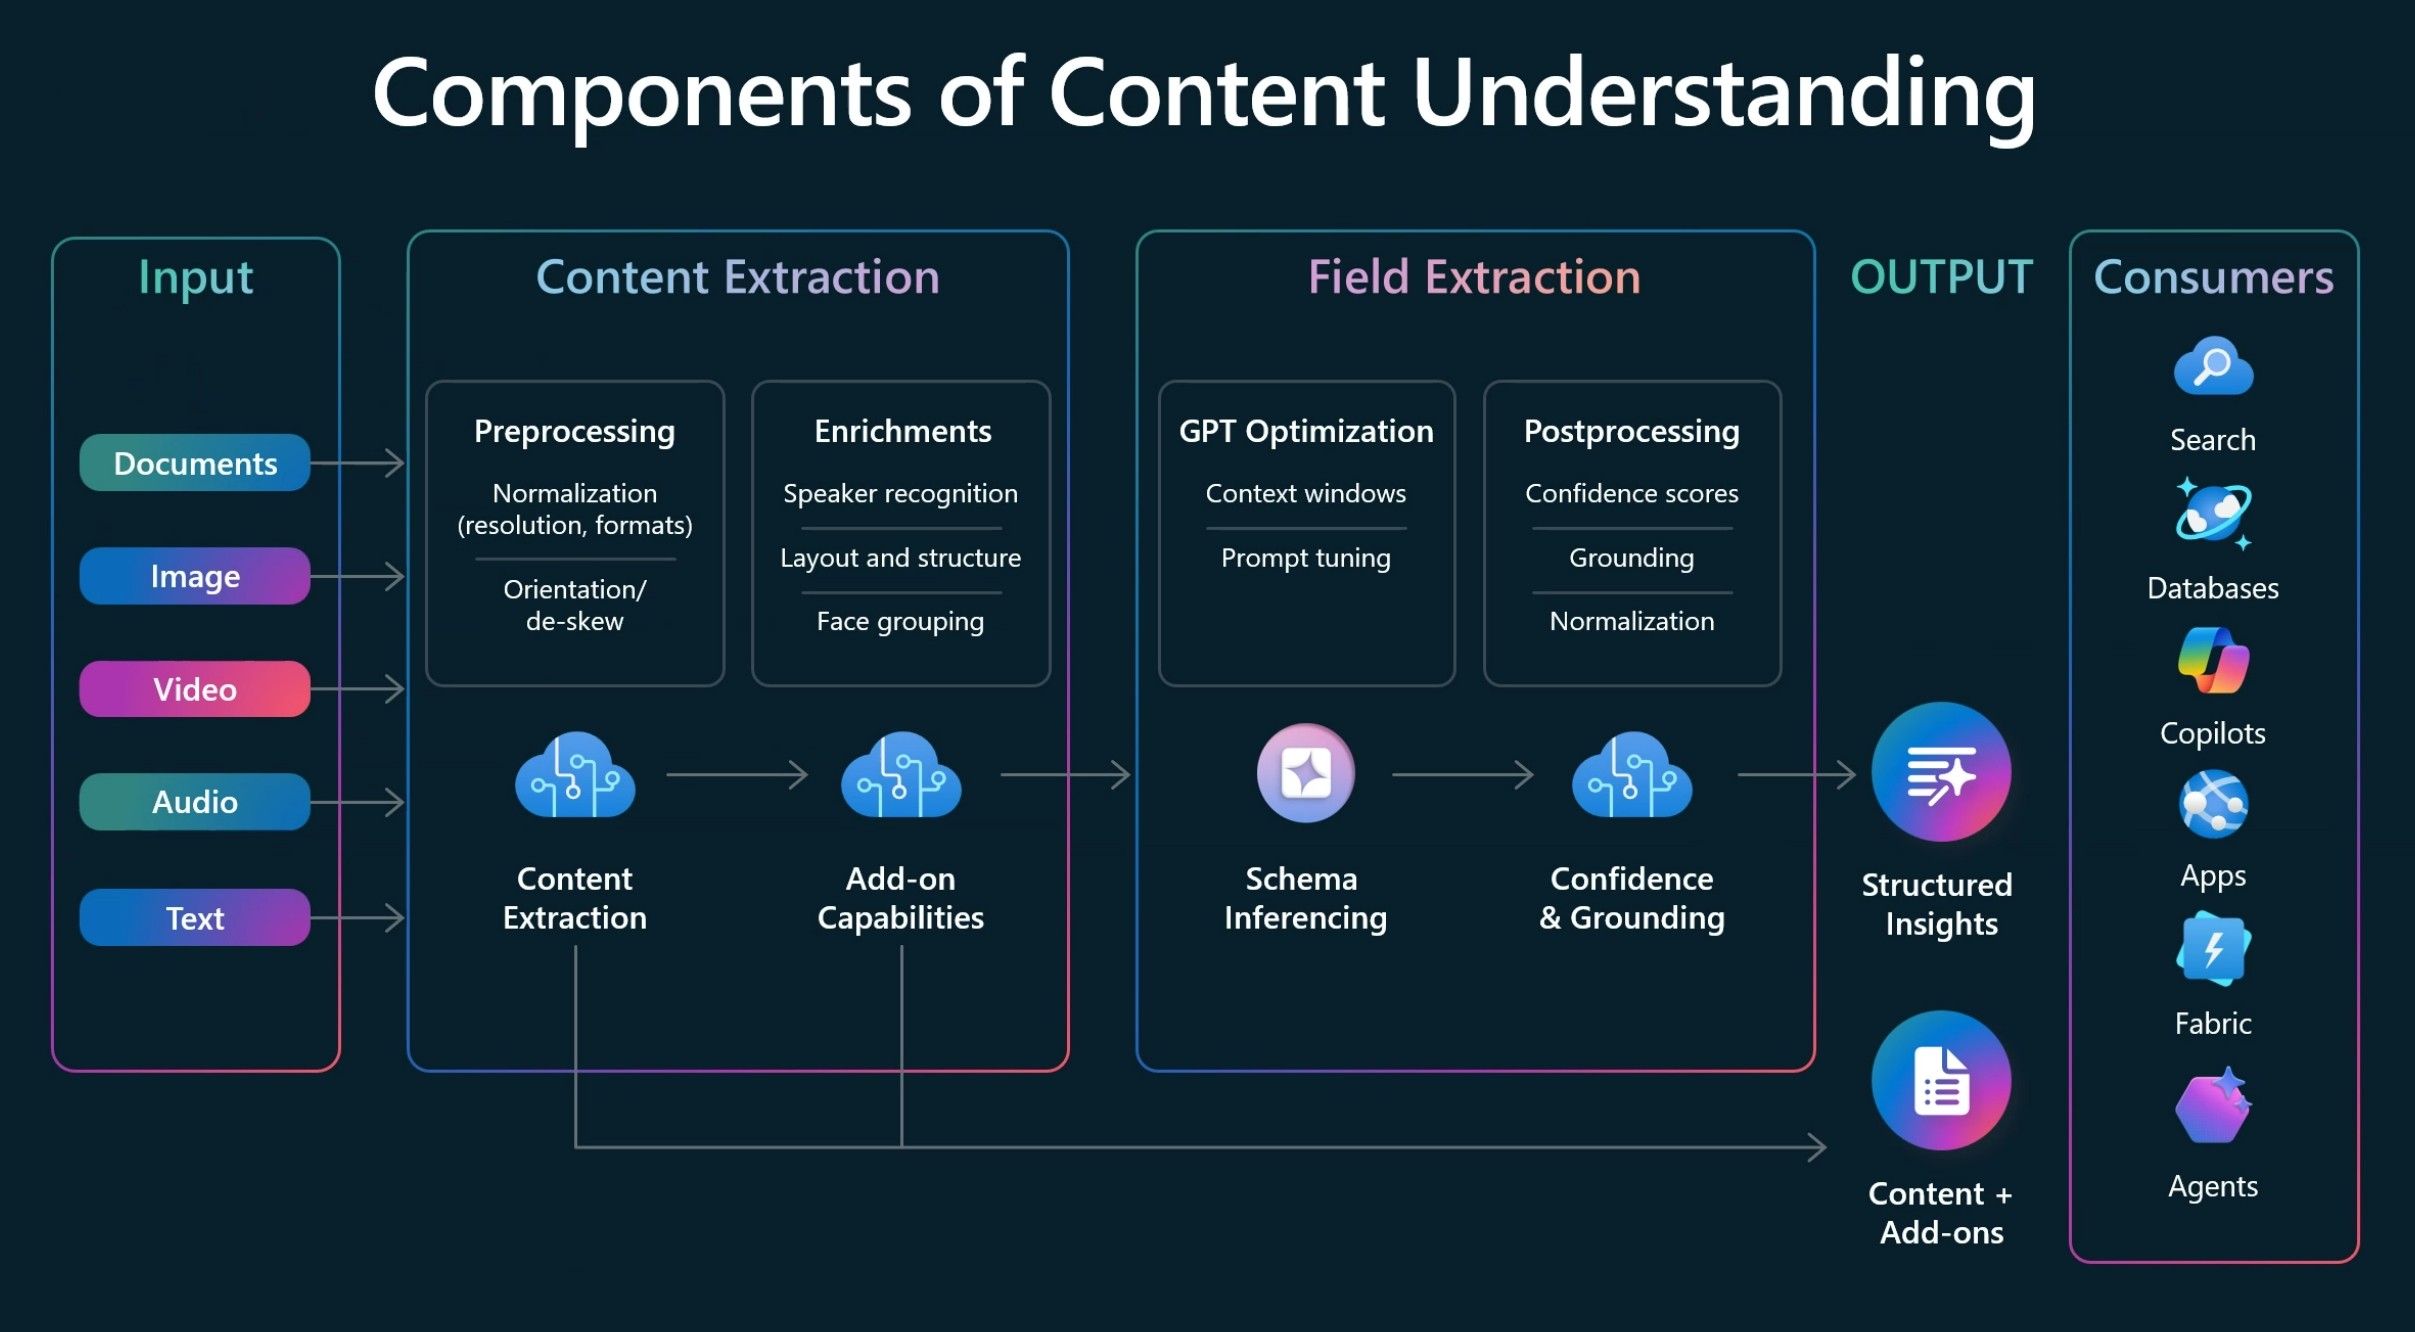 Components of Content Understanding
Input
Documents
Image
Video
Audio
Text
Content Extraction
Preprocessing
Normalization
(resolution, formats)
Orientation/
de-skew
Enrichments
Speaker recognition
Layout and structure
Face grouping
Content
Extraction
Add-on
Capabilities
Field Extraction
GPT Optimization
Context windows
Prompt tuning
Postprocessing
Confidence scores
Grounding
Normalization
Schema
Inferencing
Confidence
& Grounding
OUTPUT
Structured
Insights
Content +
Add-ons
Consumers
Search
Databases
Copilots
Apps
Fabric
Agents